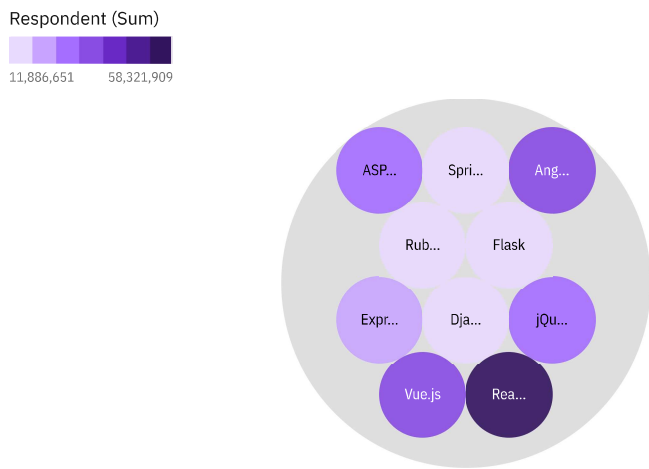 Respondent (Sum)
11,886,651 58,321,909
ASP... Spri... Ang...
Rub... Flask
Expr... Dja... jQu...
Vue.js Rea...